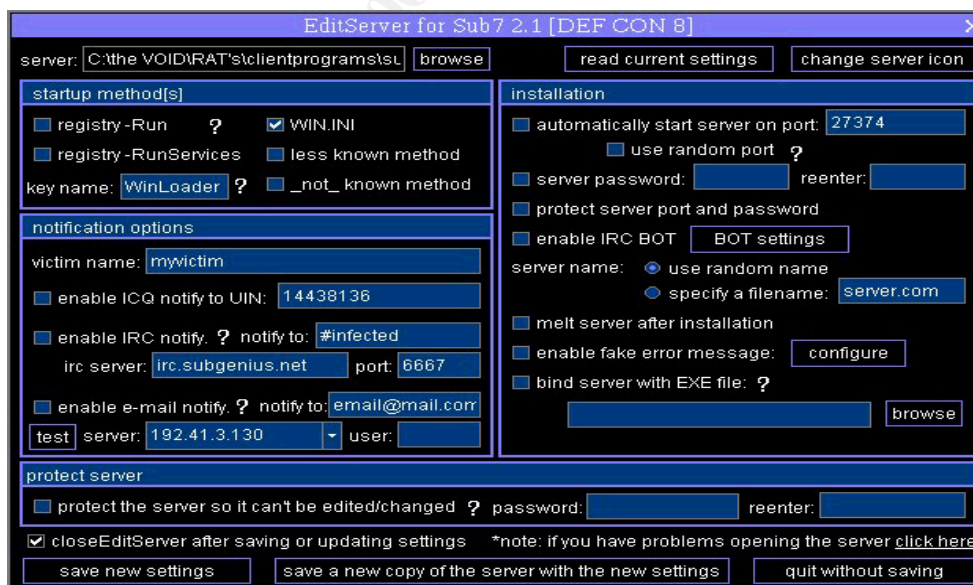 EditServer for Sub7 2.1 [DEF CON 8]
server: C:\the VOID\RAT's\clientprograms\su browse read current settings change server icon
startup method[s]
registry-Run ? WIN.INI
registry-RunServices less known method
key name: WinLoader ? _not_ known method
notification options
victim name: myvictim
enable ICQ notify to UIN: 14438136
enable IRC notify. ? notify to: #infected
irc server: irc.subgenius.net port: 6667
enable e-mail notify. ? notify to: email@mail.com
test server: 192.41.3.130 user:
installation
automatically start server on port: 27374
use random port ?
server password: reenter:
protect server port and password
enable IRC BOT BOT settings
server name: use random name
specify a filename: server.com
melt server after installation
enable fake error message: configure
bind server with EXE file: ?
browse
protect server
protect the server so it can't be edited/changed ? password: reenter:
closeEditServer after saving or updating settings *note: if you have problems opening the server click here
save new settings save a new copy of the server with the new settings quit without saving